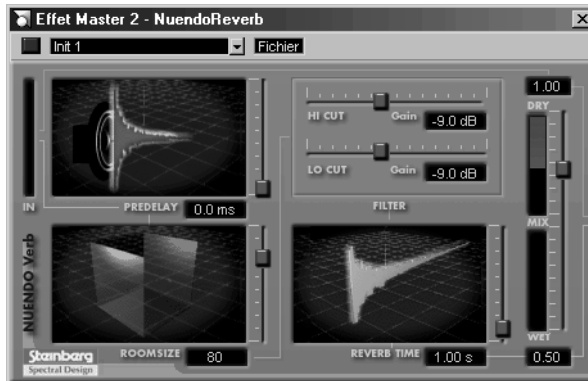 Effet Master 2 - NuendoReverb
Init 1
Fichier
1.00
HI CUT Gain -9.0 dB
DRY
LO CUT Gain -9.0 dB
IN
PREDELAY 0.0 ms
FILTER
MIX
NUENDO Verb
WET
Steinberg
Spectral Design
ROOMSIZE 80
REVERB TIME 1.00 s
0.50